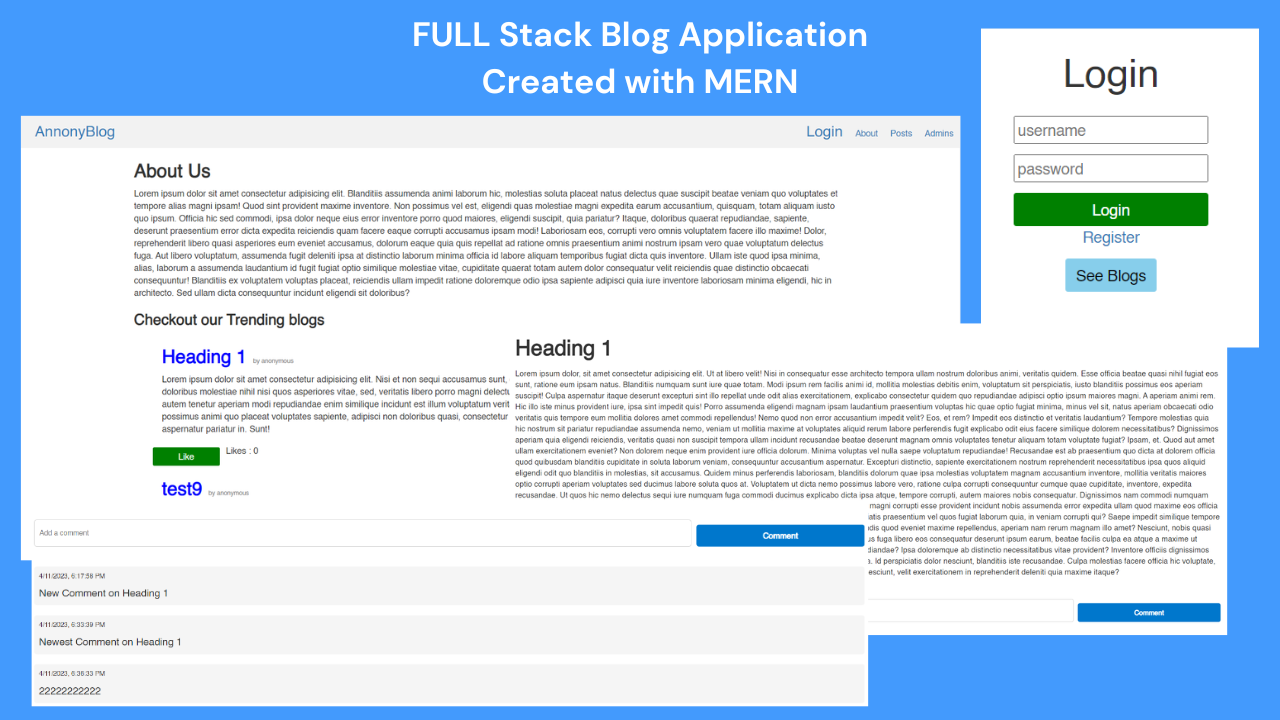 FULL Stack Blog Application
Created with MERN
AnnonyBlog
Login About Posts Admins
About Us
Lorem ipsum dolor sit amet consectetur adipisicing elit. Blanditiis assumenda animi laborum hic, molestias soluta placeat natus delectus quae suscipit beatae veniam quo voluptates et
tempore alias magni ipsam! Quod sint provident maxime inventore. Non possimus vel est, eligendi quas molestiae magni expedita earum accusantium, quisquam, totam aliquam iusto
quo ipsum. Officia hic sed commodi, ipsa dolor neque eius error inventore porro quod maiores, eligendi suscipit, quia pariatur? Itaque, doloribus quaerat repudiandae, sapiente,
deserunt praesentium error dicta expedita reiciendis quam facere eaque corrupti accusamus ipsam modi! Laboriosam eos, corrupti vero omnis voluptatem facere illo maxime! Dolor,
reprehenderit libero quasi asperiores eum eveniet accusamus, dolorum eaque quia quis repellat ad ratione omnis praesentium animi nostrum ipsam vero quae voluptatum delectus
fuga. Aut libero voluptatum, assumenda fugit deleniti ipsa at distinctio laborum minima officia id labore aliquam temporibus fugiat dicta quis inventore. Ullam iste quod ipsa minima,
alias, laborum a assumenda laudantium id fugit fugiat optio similique molestiae vitae, cupiditate quaerat totam autem dolor consequatur velit reiciendis quae distinctio obcaecati
consequuntur! Blanditiis ex voluptatem voluptas placeat, reiciendis ullam impedit ratione doloremque odio ipsa sapiente adipisci quia iure inventore laboriosam minima eligendi, hic in
architecto. Sed ullam dicta consequuntur incidunt eligendi sit doloribus?
Checkout our Trending blogs
Heading 1 by anonymous
Lorem ipsum dolor sit amet consectetur adipisicing elit. Nisi et non sequi accusamus sunt,
doloribus molestiae nihil nisi quos asperiores vitae, sed, veritatis libero porro magni
autem tenetur aperiam modi repudiandae enim similique incidunt est illum voluptatum
possimus animi quo placeat voluptates sapiente, adipisci non doloribus quasi, consectetur
aspernatur pariatur in. Sunt!
Like Likes : 0
test9 by anonymous
Add a comment Comment
4/11/2023, 6:17:58 PM
New Comment on Heading 1
4/11/2023, 6:33:39 PM
Newest Comment on Heading 1
4/11/2023, 6:36:33 PM
22222222222
Heading 1
Lorem ipsum dolor, sit amet consectetur adipisicing elit. Ut at libero velit! Nisi in consequatur esse architecto tempora ullam nostrum doloribus animi, veritatis quidem. Esse officia beatae quasi nihil fugiat eos
sunt, ratione eum ipsam natus. Blanditiis numquam sunt iure quae totam. Modi ipsum rem facilis animi id, mollitia molestias debitis enim, voluptatum sit perspiciatis, iusto blanditiis possimus eos aperiam
suscipit! Culpa aspernatur itaque deserunt excepturi sint illo repellat unde odit alias exercitationem, explicabo consectetur quidem quo repudiandae adipisci optio ipsum maiores magni. A aperiam animi rem.
Hic illo iste minus provident iure, ipsa sint impedit quis! Porro assumenda eligendi magnam ipsam laudantium praesentium voluptas hic quae optio fugiat minima, minus vel sit, natus aperiam obcaecati odio
veritatis quis tempore eum mollitia dolores amet commodi repellendus! Nemo quod non error accusantium impedit velit? Eos, et rem? Impedit eos distinctio et veritatis laudantium? Tempore molestias quia
hic nostrum sit pariatur repudiandae assumenda nemo, veniam ut mollitia maxime at voluptates aliquid rerum labore perferendis fugit explicabo odit eius facere similique dolorem necessitatibus? Dignissimos
aperiam quia eligendi reiciendis, veritatis quasi non suscipit tempora ullam incidunt recusandae beatae deserunt magnam omnis voluptates tenetur aliquam totam voluptate fugiat? Ipsam, et. Quod aut amet
ullam exercitationem eveniet? Non dolorem neque enim provident iure officia dolorum. Minima voluptas vel nulla saepe voluptatum repudiandae! Recusandae est ab praesentium quo dicta at dolorem officia
quod quibusdam blanditiis cupiditate in soluta laborum veniam, consequuntur accusantium aspernatur. Excepturi distinctio, sapiente exercitationem nostrum reprehenderit necessitatibus ipsa quos aliquid
eligendi odit quo blanditiis in molestias, sit accusamus. Quidem minus perferendis laboriosam, blanditiis dolorum quae ipsa molestias voluptatem magnam accusantium inventore, mollitia veritatis maiores
optio corrupti aperiam voluptates sed ducimus labore soluta quos at. Voluptatem ut dicta nemo possimus labore vero, ratione culpa corrupti consequuntur cumque quae cupiditate, inventore, expedita
recusandae. Ut quos hic nemo delectus sequi iure numquam fuga commodi ducimus explicabo dicta ipsa atque, tempore corrupti, autem maiores nobis consequatur. Dignissimos nam commodi numquam
magni corrupti esse provident incidunt nobis assumenda error expedita ullam quod maxime eos officia
praesentium vel quos fugiat laborum quia, in veniam corrupti qui? Saepe impedit similique tempore
quod eveniet maxime repellendus, aperiam nam rerum magnam illo amet? Nesciunt, nobis quasi
fuga libero eos consequatur deserunt ipsum earum, beatae facilis culpa ea atque a maxime ut
Ipsa doloremque ab distinctio necessitatibus vitae provident? Inventore officiis dignissimos
Id perspiciatis dolor nesciunt, blanditiis iste recusandae. Culpa molestias facere officia hic voluptate,
velit exercitationem in reprehenderit deleniti quia maxime itaque?
Comment
Login
username
password
Login
Register
See Blogs